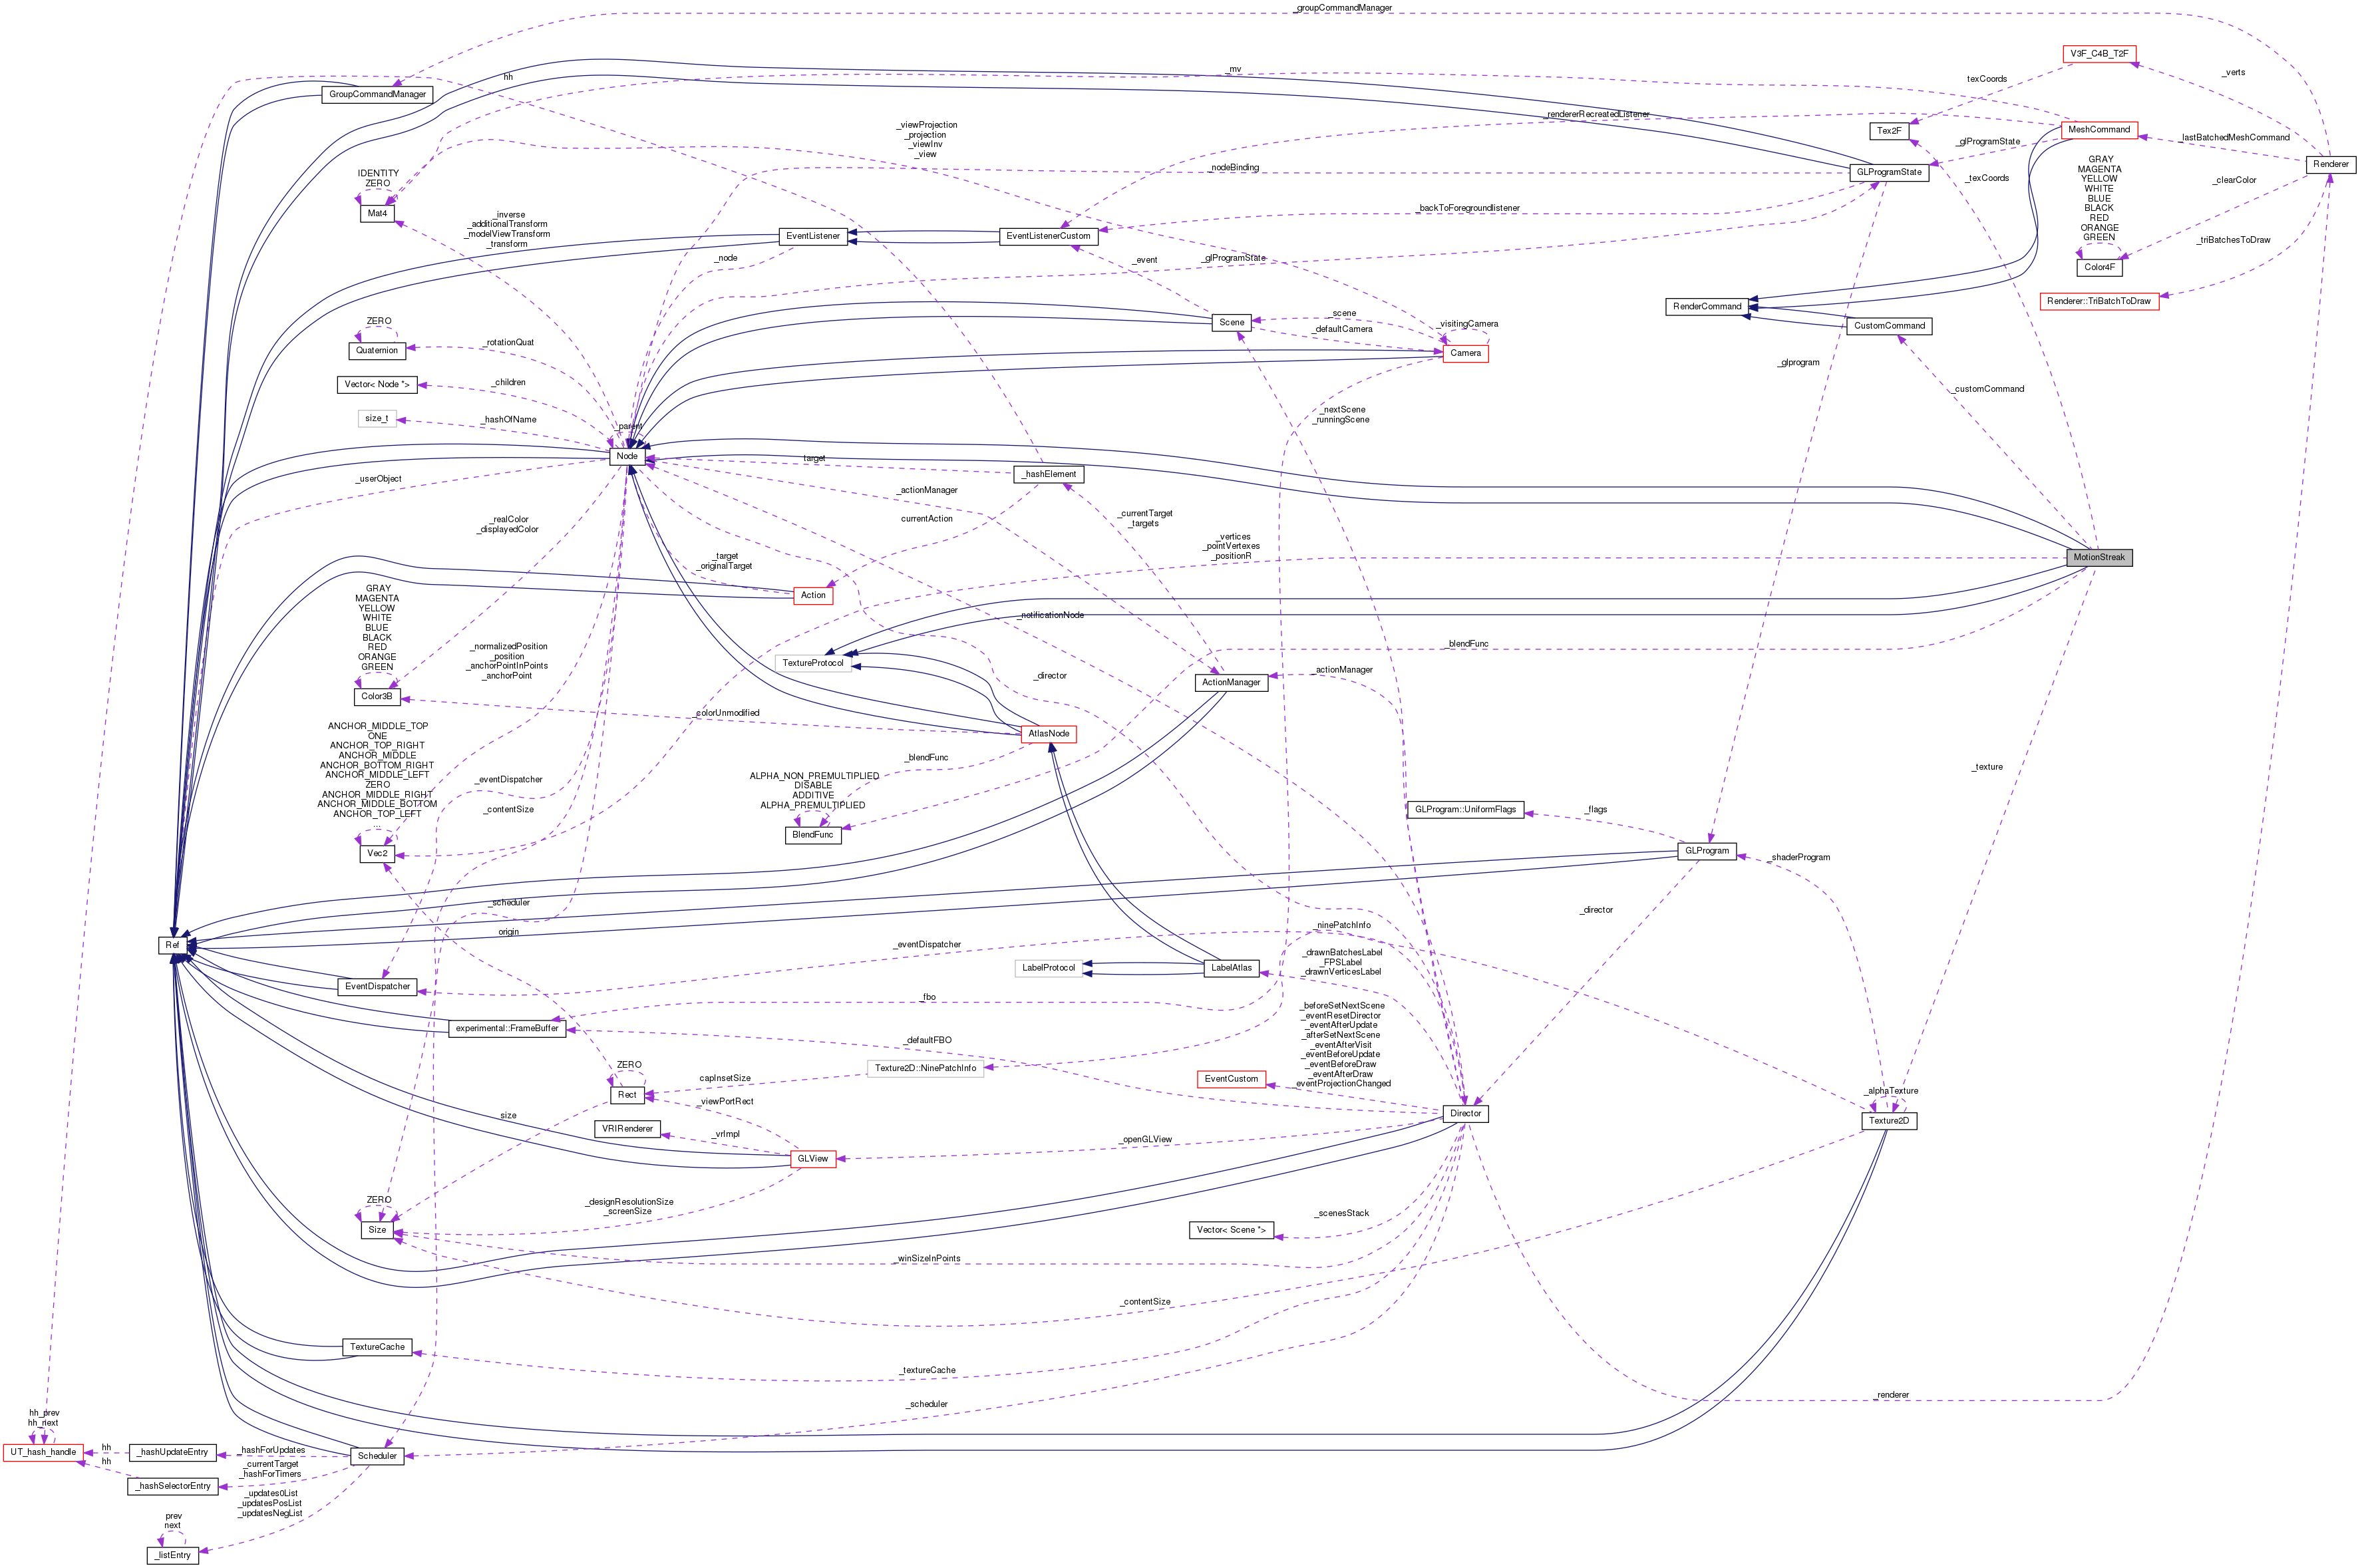 _groupCommandManager
V3F_C4B_T2F
hh
_mv
texCoords
_verts
GroupCommandManager
_rendererRecreatedListener
_viewProjection
_projection
_viewInv
_view
Tex2F
MeshCommand
_lastBatchedMeshCommand
_glProgramState
GRAY
MAGENTA
YELLOW
WHITE
BLUE
BLACK
RED
ORANGE
GREEN
Renderer
IDENTITY
ZERO
_nodeBinding
GLProgramState
_texCoords
_clearColor
Mat4
_inverse
_additionalTransform
_modelViewTransform
_transform
_backToForegroundlistener
EventListener
EventListenerCustom
_triBatchesToDraw
_node
_event
_glProgramState
Color4F
Renderer::TriBatchToDraw
RenderCommand
CustomCommand
ZERO
Quaternion
_rotationQuat
Scene
_scene
_defaultCamera
_visitingCamera
Camera
_glprogram
Vector< Node *>
_children
_customCommand
size_t
_hashOfName
_parent
_nextScene
_runningScene
Node
target
_hashElement
_userObject
_actionManager
_realColor
_displayedColor
currentAction
_currentTarget
_targets
_vertices
_pointVertexes
_positionR
MotionStreak
_target
_originalTarget
Action
GRAY
MAGENTA
YELLOW
WHITE
BLUE
BLACK
RED
ORANGE
GREEN
_notificationNode
_normalizedPosition
_position
_anchorPointInPoints
_anchorPoint
_blendFunc
TextureProtocol
_director
_actionManager
ActionManager
Color3B
_colorUnmodified
AtlasNode
ANCHOR_MIDDLE_TOP
ONE
ANCHOR_TOP_RIGHT
ANCHOR_MIDDLE
ANCHOR_BOTTOM_RIGHT
ANCHOR_MIDDLE_LEFT
ZERO
ANCHOR_MIDDLE_RIGHT
ANCHOR_MIDDLE_BOTTOM
ANCHOR_TOP_LEFT
...
_blendFunc
_texture
_eventDispatcher
ALPHA_NON_PREMULTIPLIED
DISABLE
ADDITIVE
ALPHA_PREMULTIPLIED
_contentSize
GLProgram::UniformFlags
_flags
BlendFunc
Vec2
GLProgram
_shaderProgram
_scheduler
_director
origin
_ninePatchInfo
Ref
_eventDispatcher
_drawnBatchesLabel
_FPSLabel
_drawnVerticesLabel
LabelProtocol
LabelAtlas
EventDispatcher
_fbo
experimental::FrameBuffer
_beforeSetNextScene
_eventResetDirector
_eventAfterUpdate
_afterSetNextScene
_eventAfterVisit
_eventBeforeUpdate
_eventBeforeDraw
_eventAfterDraw
_eventProjectionChanged
_defaultFBO
ZERO
capInsetSize
Texture2D::NinePatchInfo
EventCustom
Rect
_viewPortRect
_alphaTexture
size
Director
Texture2D
VRIRenderer
_vrImpl
_openGLView
GLView
ZERO
_designResolutionSize
_screenSize
Size
_scenesStack
Vector< Scene *>
_winSizeInPoints
_contentSize
TextureCache
_textureCache
_renderer
_scheduler
hh_prev
hh_next
UT_hash_handle
hh
_hashUpdateEntry
_hashForUpdates
Scheduler
hh
_currentTarget
_hashForTimers
_hashSelectorEntry
_updates0List
_updatesPosList
_updatesNegList
prev
next
_listEntry